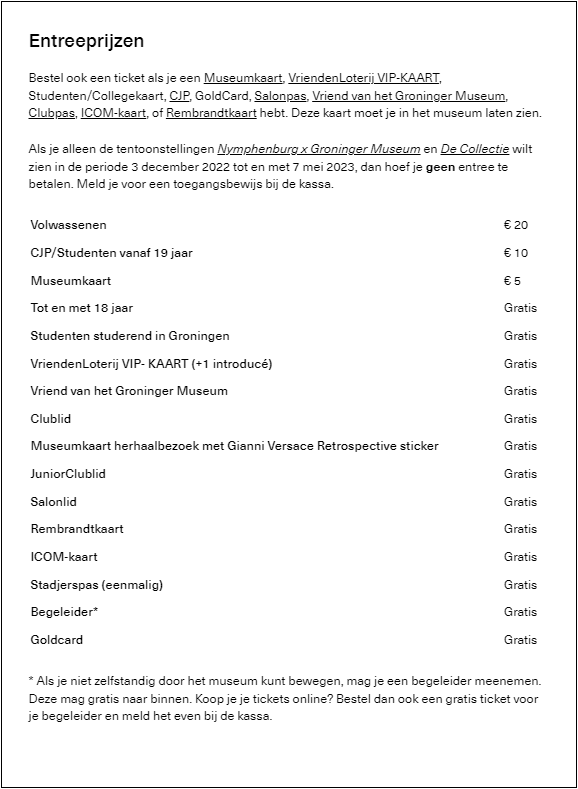 Entreeprijzen
Bestel ook een ticket als je een Museumkaart, VriendenLoterij VIP-KAART,
Studenten/Collegekaart, CJP, GoldCard, Salonpas, Vriend van het Groninger Museum,
Clubpas, ICOM-kaart, of Rembrandtkaart hebt. Deze kaart moet je in het museum laten zien.
Als je alleen de tentoonstellingen Nymphenburg x Groninger Museum en De Collectie wilt
zien in de periode 3 december 2022 tot en met 7 mei 2023, dan hoef je geen entree te
betalen. Meld je voor een toegangsbewijs bij de kassa.
Volwassenen € 20
CJP/Studenten vanaf 19 jaar € 10
Museumkaart € 5
Tot en met 18 jaar Gratis
Studenten studerend in Groningen Gratis
VriendenLoterij VIP- KAART (+1 introducé) Gratis
Vriend van het Groninger Museum Gratis
Clublid Gratis
Museumkaart herhaalbezoek met Gianni Versace Retrospective sticker Gratis
JuniorClublid Gratis
Salonlid Gratis
Rembrandtkaart Gratis
ICOM-kaart Gratis
Stadjerspas (eenmalig) Gratis
Begeleider* Gratis
Goldcard Gratis
* Als je niet zelfstandig door het museum kunt bewegen, mag je een begeleider meenemen.
Deze mag gratis naar binnen. Koop je je tickets online? Bestel dan ook een gratis ticket voor
je begeleider en meld het even bij de kassa.